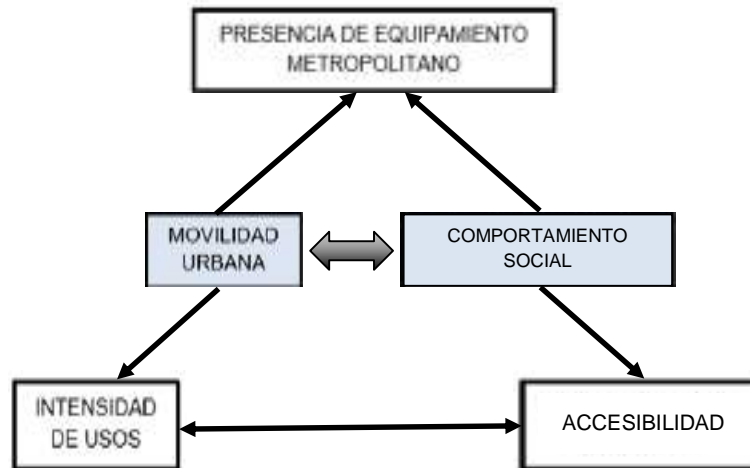 PRESENCIA DE EQUIPAMIENTO
METROPOLITANO
MOVILIDAD
URBANA
COMPORTAMIENTO
SOCIAL
INTENSIDAD
DE USOS
ACCESIBILIDAD